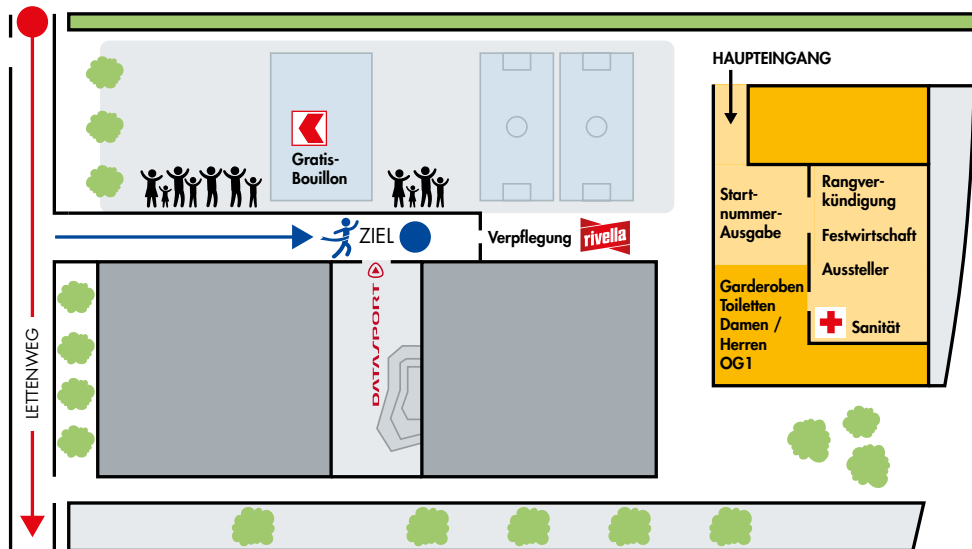 HAUPTEINGANG
Gratis-
Bouillon
Start-
nummer-
Ausgabe
Rangver-
kündigung
Festwirtschaft
Aussteller
Sanität
Garderoben
Toiletten
Damen /
Herren
OG1
ZIEL
Verpflegung
rivella
DATASPORT
LETTENWEG